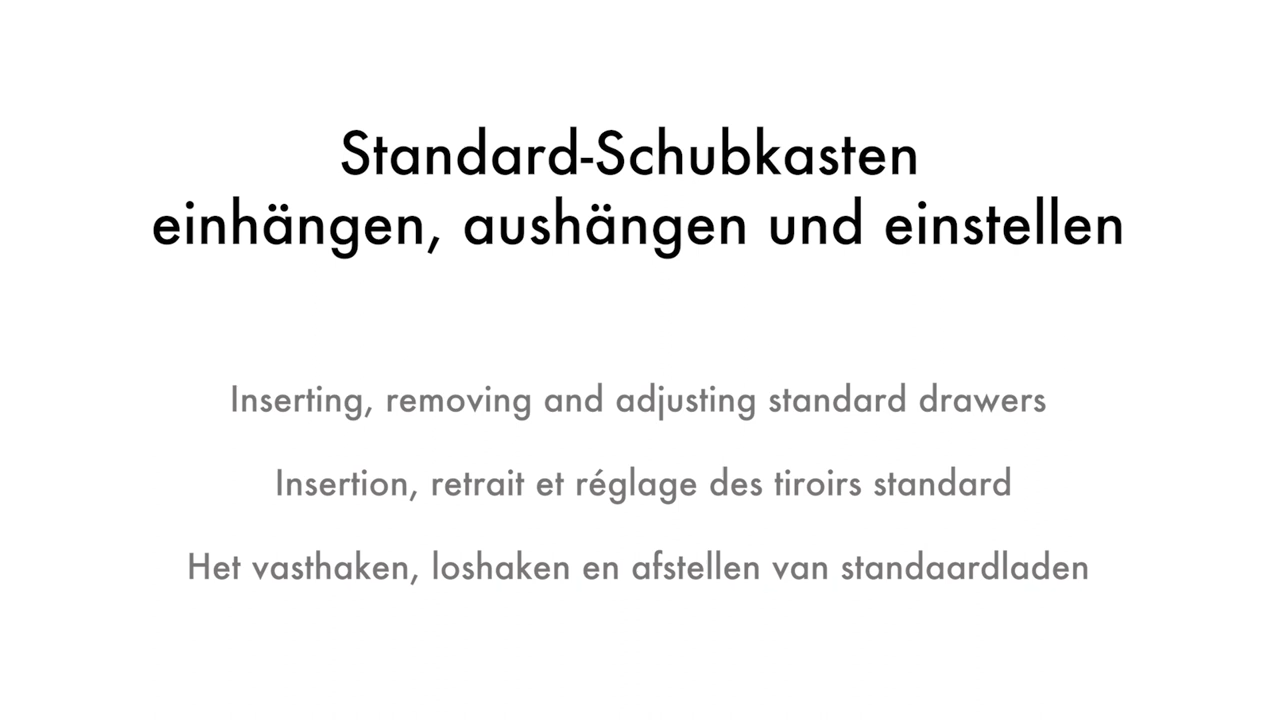 Standard-Schubkasten
einhängen, aushängen und einstellen
Inserting, removing and adjusting standard drawers
Insertion, retrait et réglage des tiroirs standard
Het vasthaken, loshaken en afstellen van standaardladen